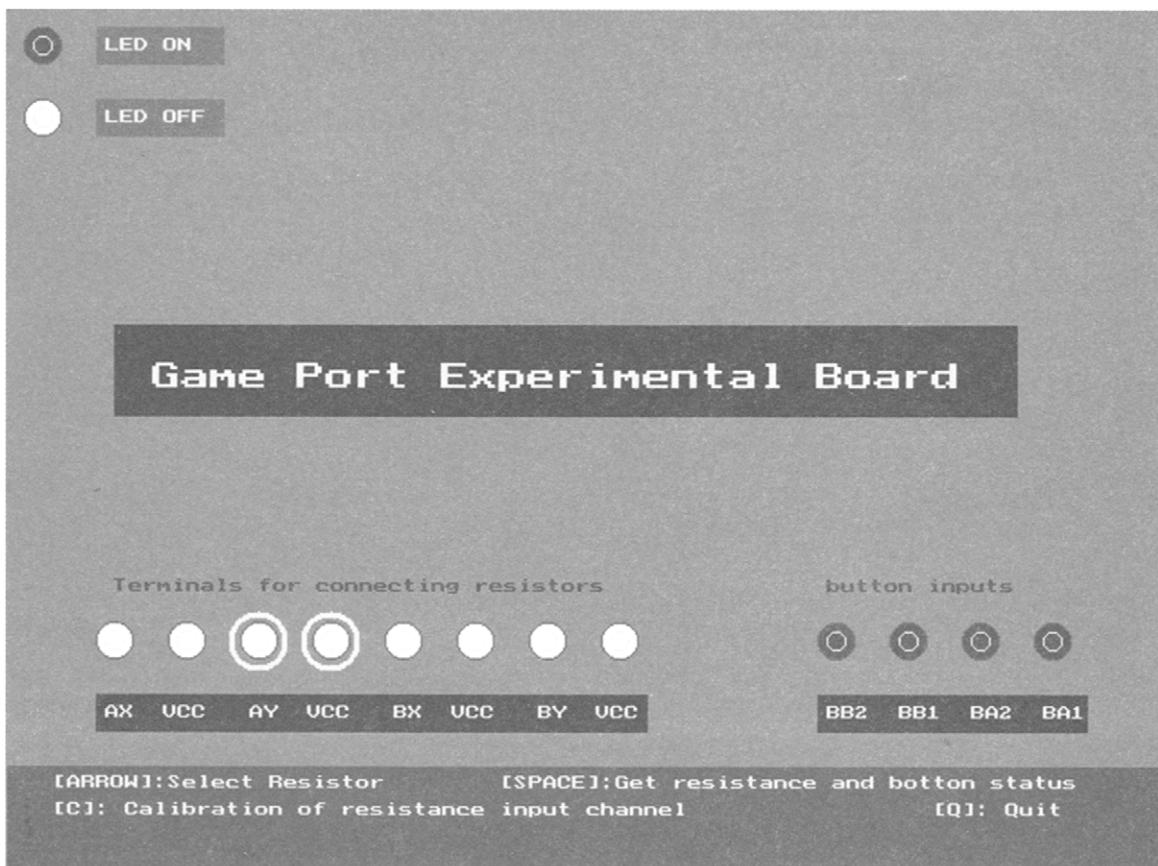 LED ON
LED OFF
Game Port Experimental Board
Terminals for connecting resistors
button inputs
AX VCC AY VCC BX VCC BY VCC
BB2 BB1 BA2 BA1
[ARROW]:Select Resistor [SPACE];Get resistance and botton status
[C]: Calibration of resistance input channel [Q]: Quit